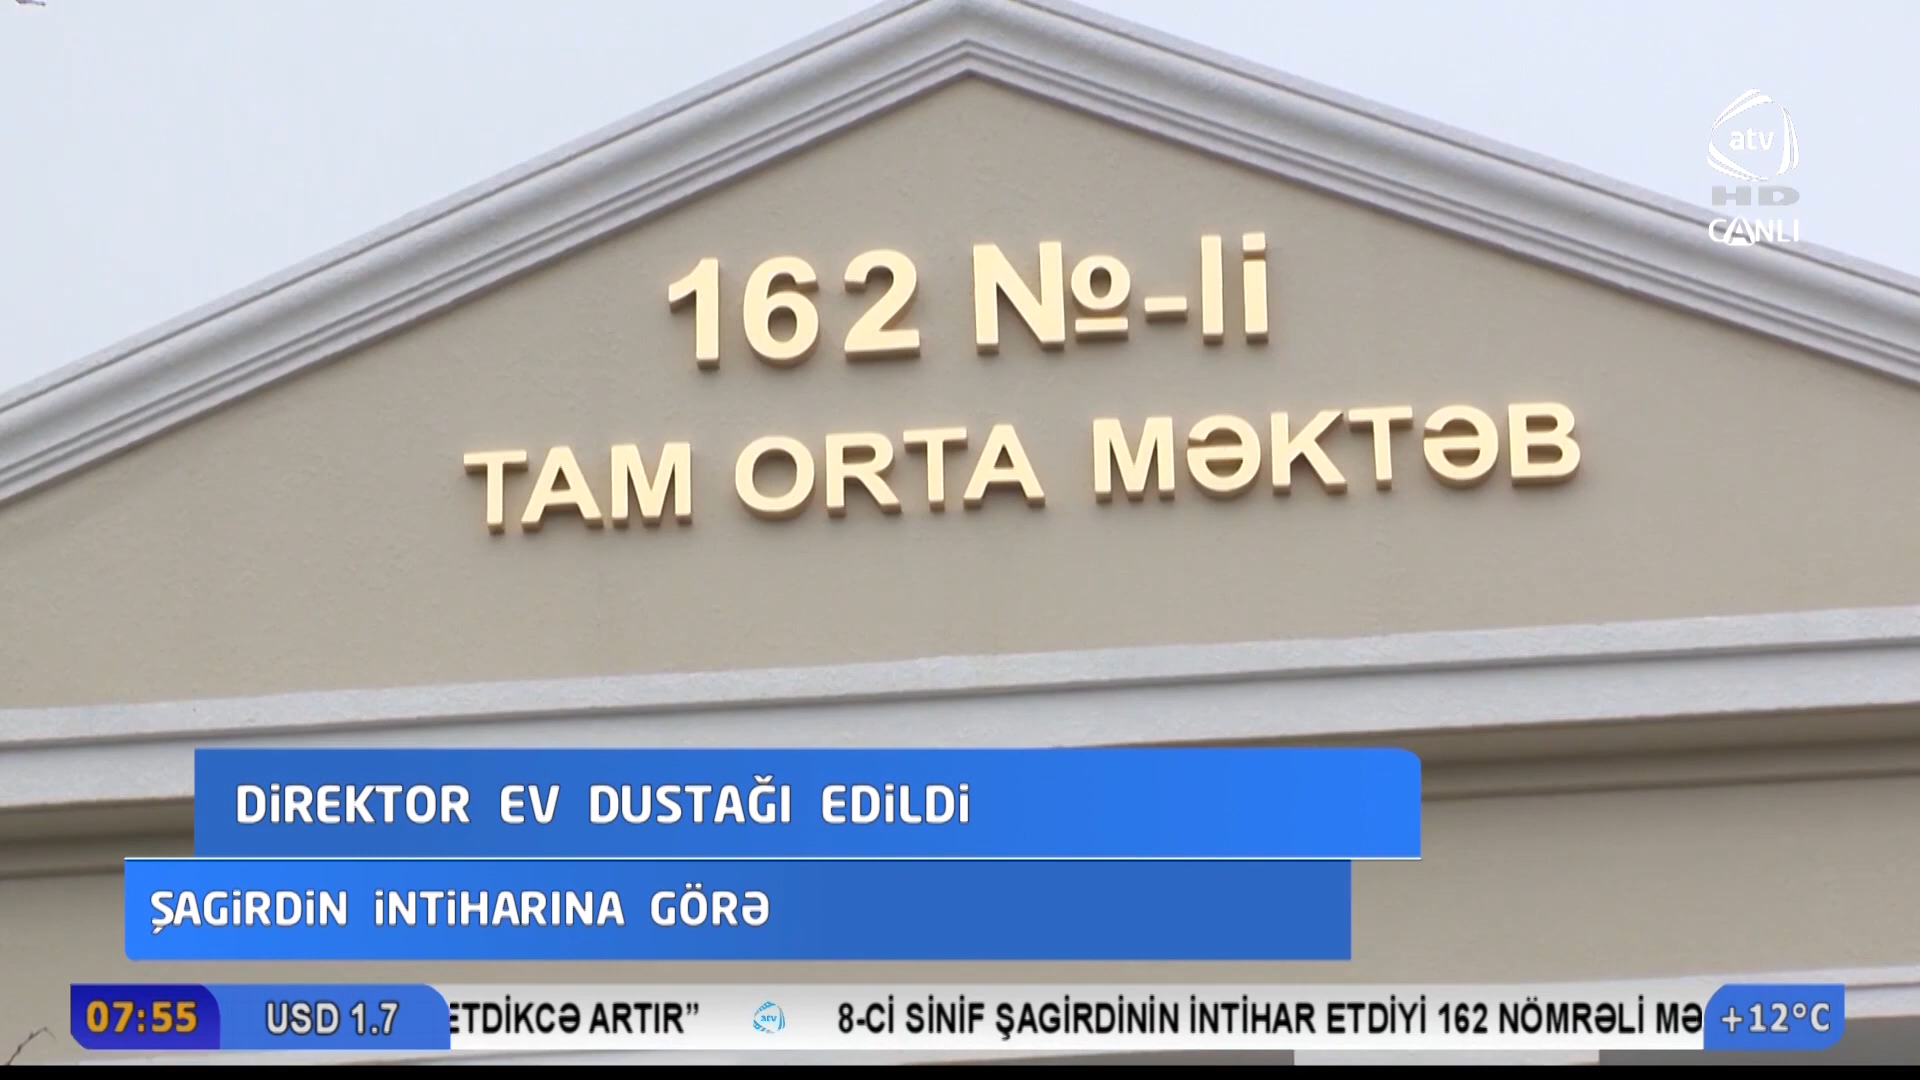 atv
HD
CANLI
162 №-li
TAM ORTA MƏKTƏB
DİREKTOR EV DUSTAĞI EDİLDİ
ŞAGİRDİN İNTİHARINA GÖRƏ
07:55 USD 1.7 ETDİKCƏ ARTIR” atv 8-Cİ SİNİF ŞAGİRDİNİN İNTİHAR ETDİYİ 162 NÖMRƏLİ MƏ +12°C